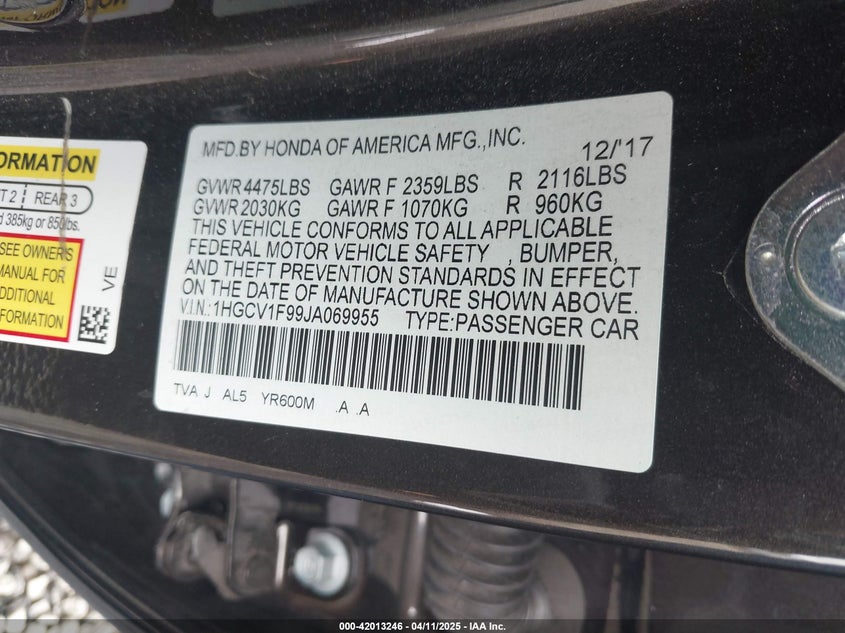 ORMATION
T 2 REAR 3
385kg or 850lbs.
SEE OWNER'S
MANUAL FOR
ADDITIONAL
FORMATION
VE
MFD.BY HONDA OF AMERICA MFG.,INC. 12/'17
GVWR 4475LBS GAWR F 2359LBS R 2116LBS
GVWR 2030KG GAWR F 1070KG R 960KG
THIS VEHICLE CONFORMS TO ALL APPLICABLE
FEDERAL MOTOR VEHICLE SAFETY , BUMPER,
AND THEFT PREVENTION STANDARDS IN EFFECT
ON THE DATE OF MANUFACTURE SHOWN ABOVE.
V.I.N.:1HGCV1F99JA069955 TYPE:PASSENGER CAR
TVA J AL5 YR600M .A .A
000-42013246 - 04/11/2025 - IAA Inc.